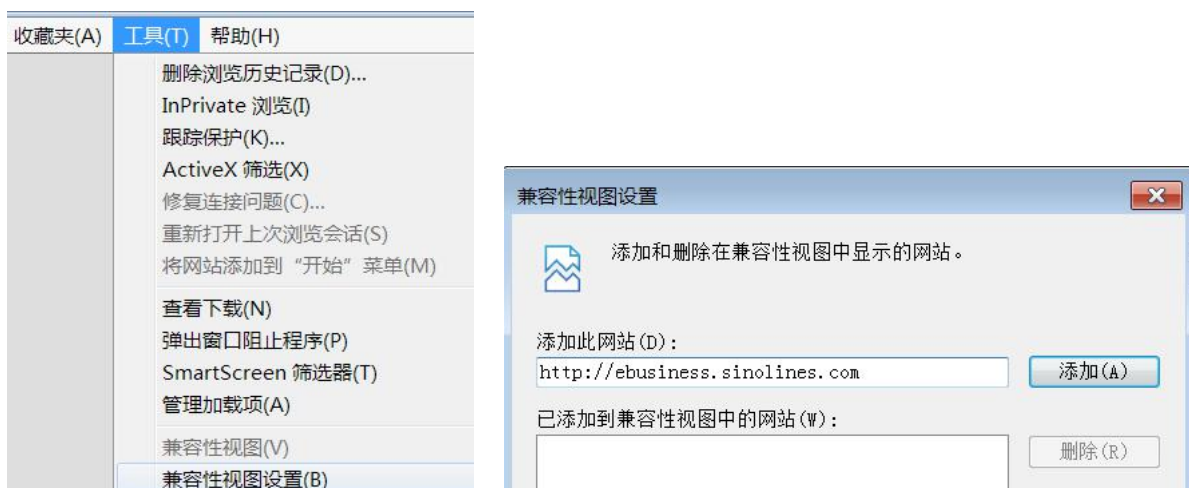 收藏夹(A) 工具(T) 帮助(H)
删除浏览历史记录(D)...
InPrivate 浏览(I)
跟踪保护(K)...
ActiveX 筛选(X)
修复连接问题(C)...
重新打开上次浏览会话(S)
将网站添加到“开始”菜单(M)
查看下载(N)
弹出窗口阻止程序(P)
SmartScreen 筛选器(T)
管理加载项(A)
兼容性视图(V)
兼容性视图设置(B)
兼容性视图设置
添加和删除在兼容性视图中显示的网站。
添加此网站(D):
http://ebusiness.sinolines.com 添加(A)
已添加到兼容性视图中的网站(W):
删除(R)